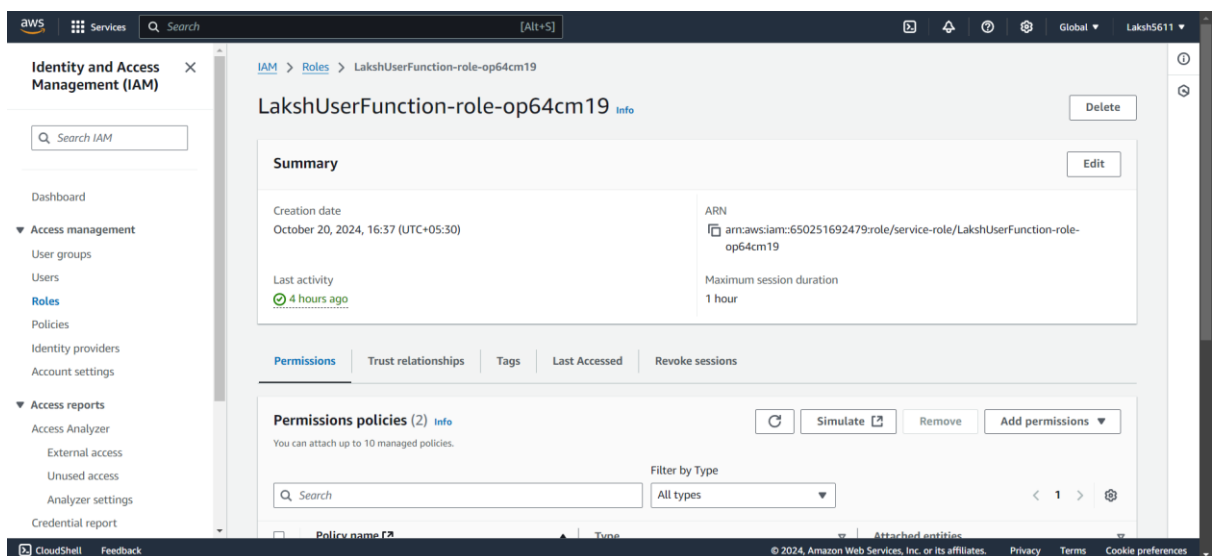 aws Services Search [Alt+S] Global Laksh5611
Identity and Access
Management (IAM)
Search IAM
Dashboard
Access management
User groups
Users
Roles
Policies
Identity providers
Account settings
Access reports
Access Analyzer
External access
Unused access
Analyzer settings
Credential report
IAM > Roles > LakshUserFunction-role-op64cm19
LakshUserFunction-role-op64cm19 Info
Delete
Summary
Edit
Creation date
October 20, 2024, 16:37 (UTC+05:30)
ARN
arn:aws:iam::650251692479:role/service-role/LakshUserFunction-role-
op64cm19
Last activity
4 hours ago
Maximum session duration
1 hour
Permissions Trust relationships Tags Last Accessed Revoke sessions
Permissions policies (2) Info
Simulate Remove Add permissions
You can attach up to 10 managed policies.
Filter by Type
Search All types 1
Policy name Type Attached entities
CloudShell Feedback © 2024, Amazon Web Services, Inc. or its affiliates. Privacy Terms Cookie preferences